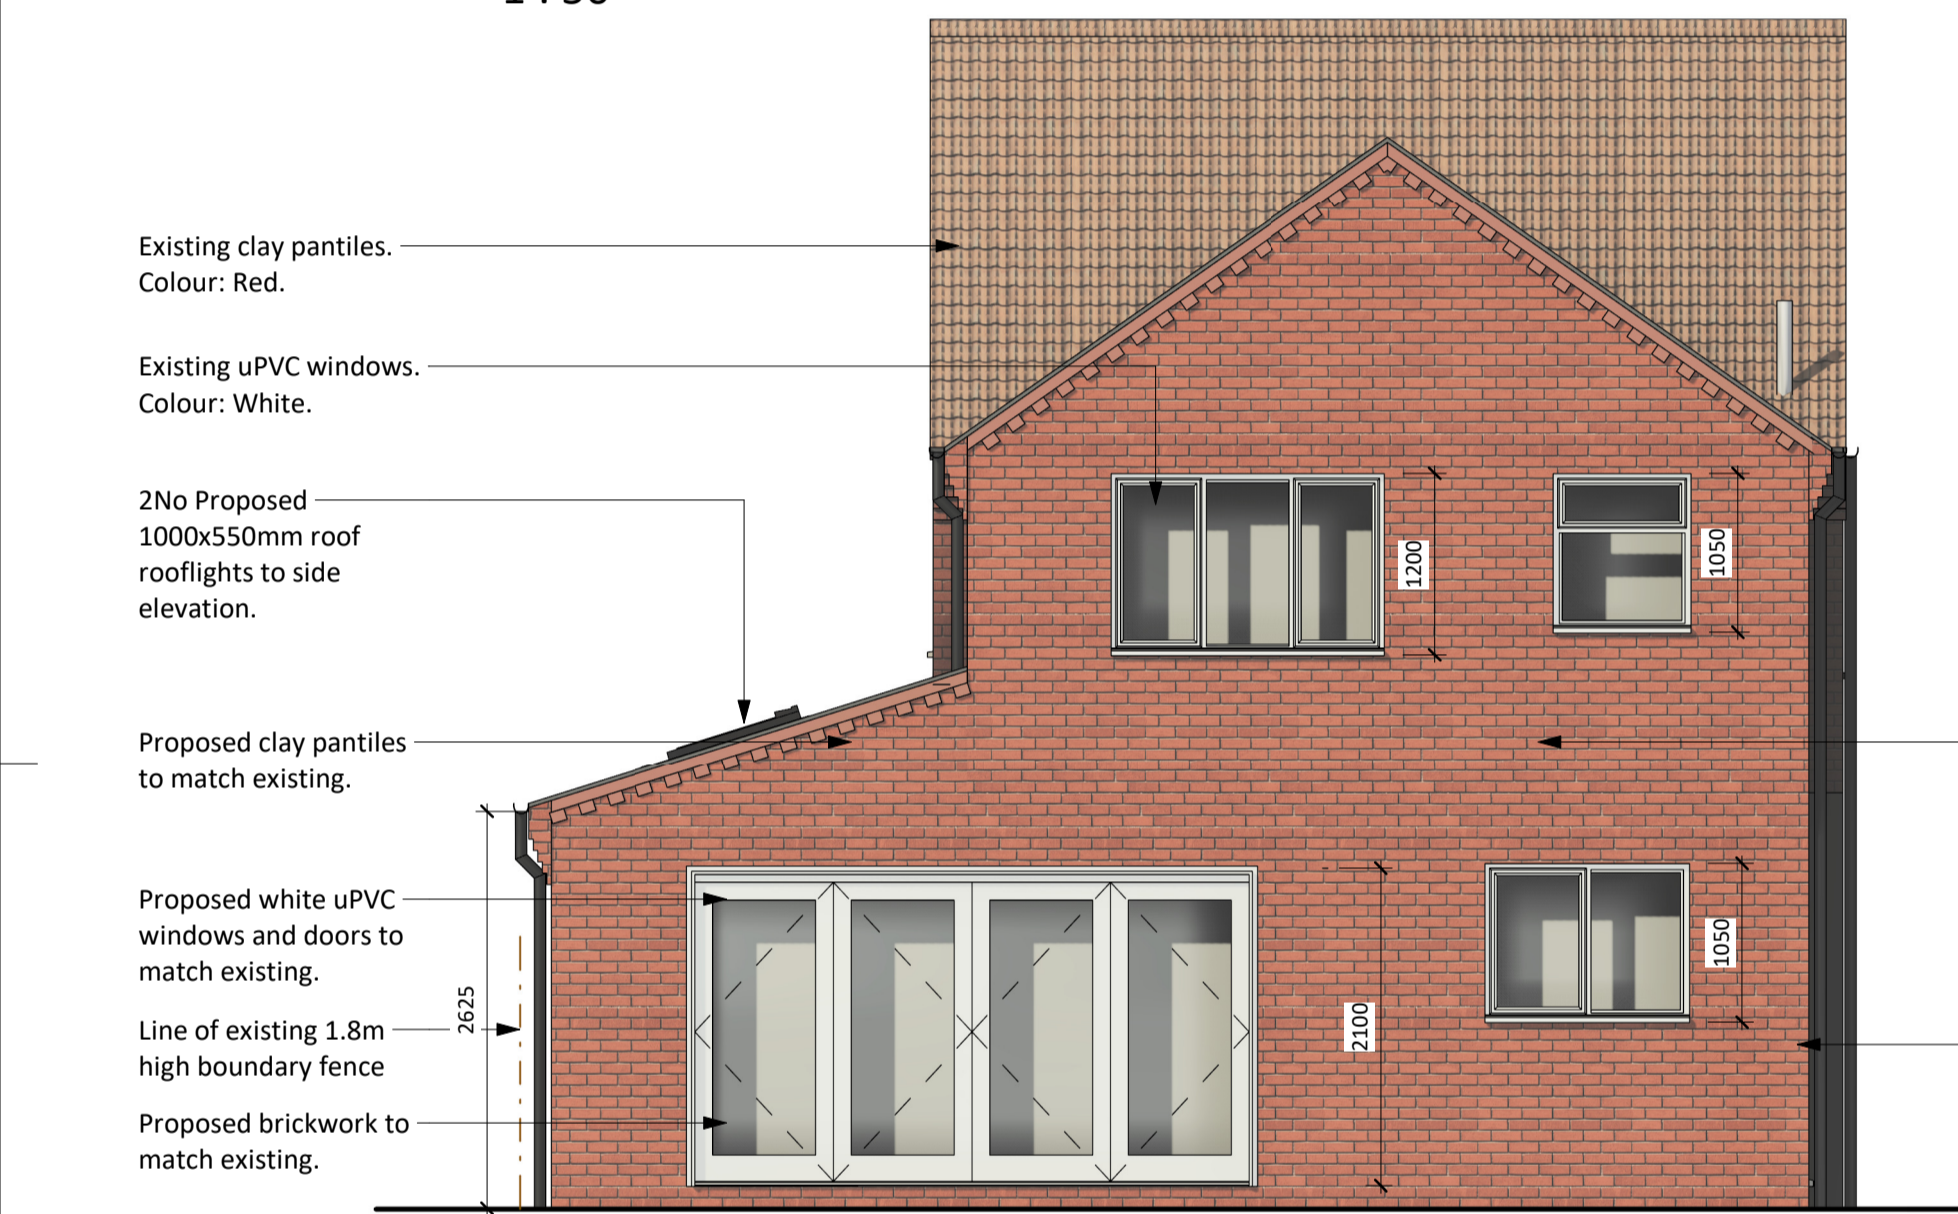 Existing clay pantiles.
Colour: Red.
Existing uPVC windows.
Colour: White.
2No Proposed
1000x550mm roof
rooflights to side
elevation.
Proposed clay pantiles
to match existing.
Proposed white uPVC
windows and doors to
match existing.
Line of existing 1.8m
high boundary fence
Proposed brickwork to
match existing.
2625
1200
1050
2100
1050